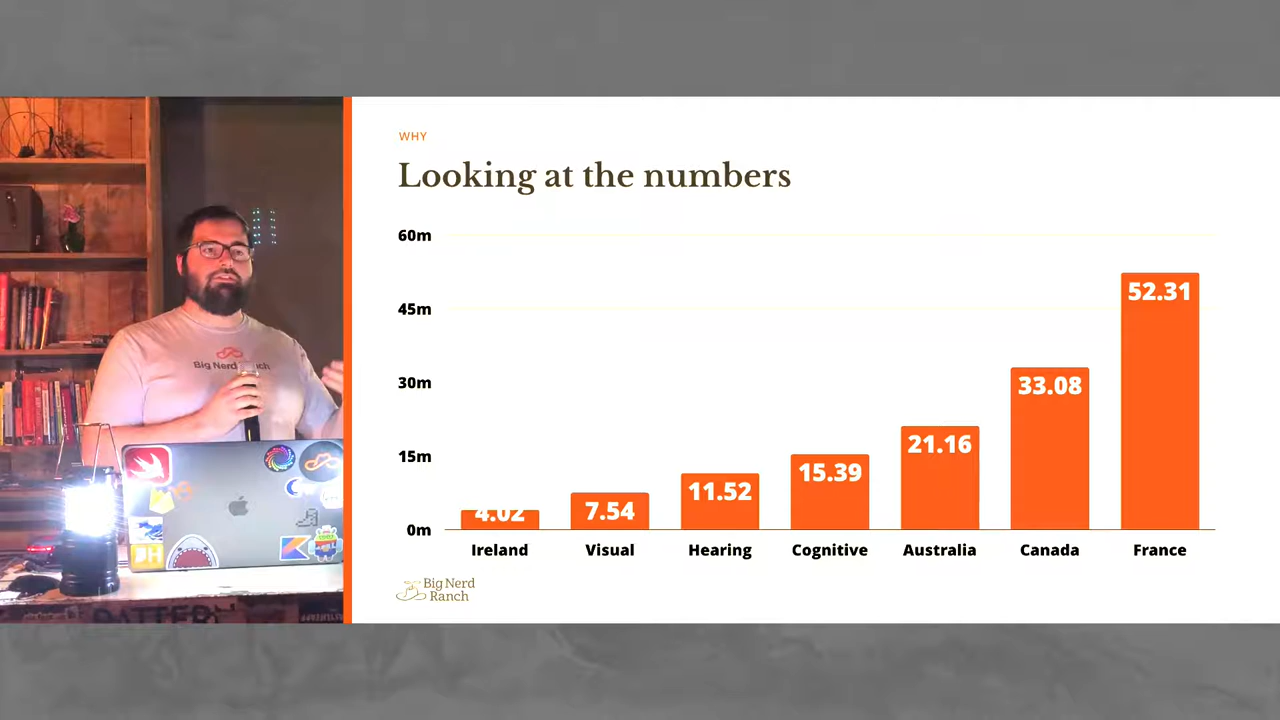 WHY
Looking at the numbers
60m
45m
30m
15m
0m
4.02
7.54
11.52
15.39
21.16
33.08
52.31
Ireland
Visual
Hearing
Cognitive
Australia
Canada
France
Big Nerd
Ranch
Big Nerd